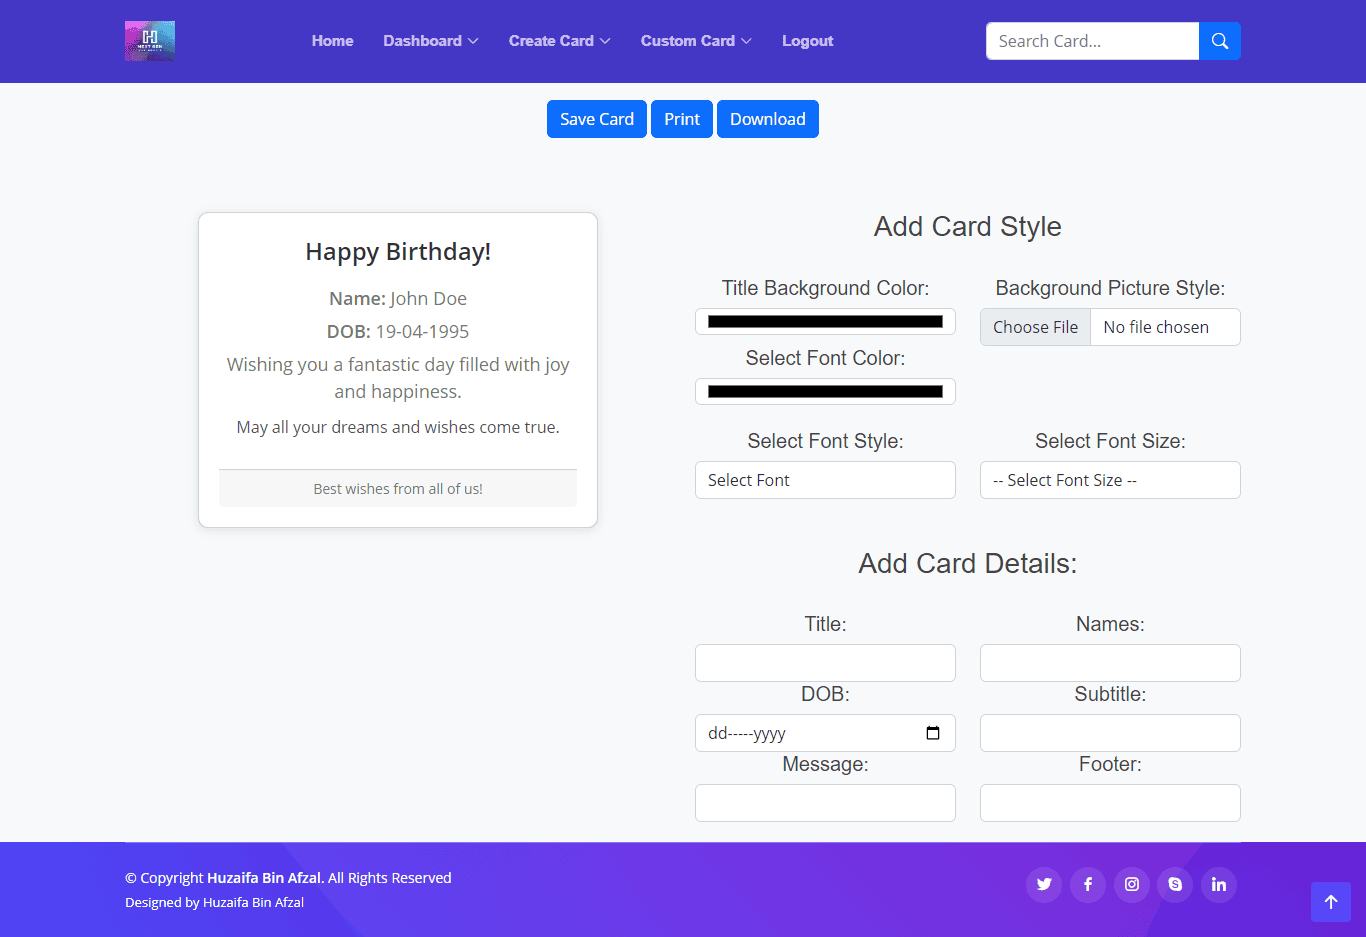 H
NEXT GEN
Home
Dashboard
Create Card
Custom Card
Logout
Search Card...
Save Card
Print
Download
Happy Birthday!
Name: John Doe
DOB: 19-04-1995
Wishing you a fantastic day filled with joy
and happiness.
May all your dreams and wishes come true.
Best wishes from all of us!
Add Card Style
Title Background Color:
Background Picture Style:
Choose File
No file chosen
Select Font Color:
Select Font Style:
Select Font Size:
Select Font
-- Select Font Size --
Add Card Details:
Title:
Names:
DOB:
Subtitle:
dd-----yyyy
Message:
Footer:
© Copyright Huzaifa Bin Afzal. All Rights Reserved
Designed by Huzaifa Bin Afzal